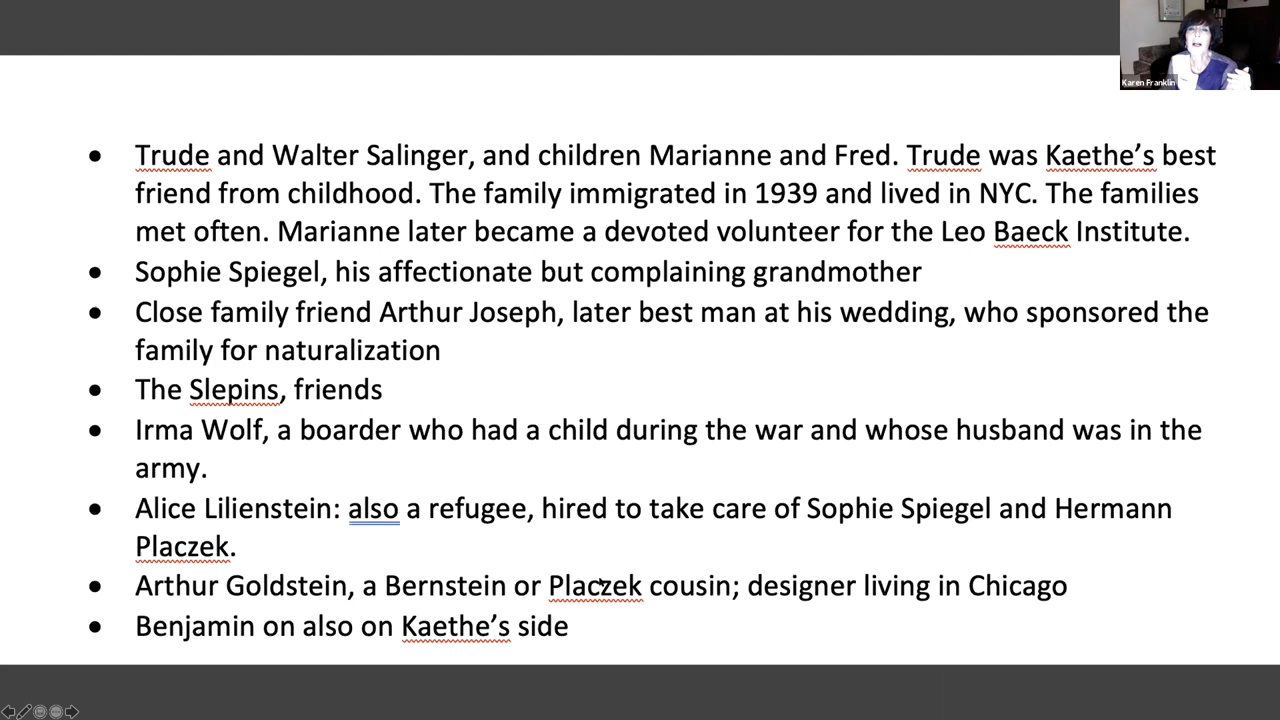 Karen Franklin
• Trude and Walter Salinger, and children Marianne and Fred. Trude was Kaethe’s best
friend from childhood. The family immigrated in 1939 and lived in NYC. The families
met often. Marianne later became a devoted volunteer for the Leo Baeck Institute.
• Sophie Spiegel, his affectionate but complaining grandmother
• Close family friend Arthur Joseph, later best man at his wedding, who sponsored the
family for naturalization
• The Slepins, friends
• Irma Wolf, a boarder who had a child during the war and whose husband was in the
army.
• Alice Lilienstein: also a refugee, hired to take care of Sophie Spiegel and Hermann
Placzek.
• Arthur Goldstein, a Bernstein or Placzek cousin; designer living in Chicago
• Benjamin on also on Kaethe’s side